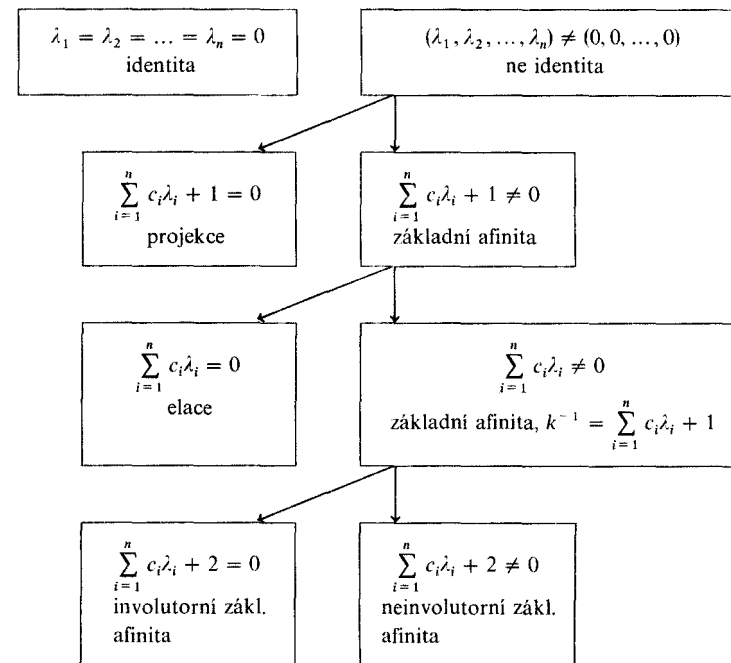 λ₁ = λ₂ = ... = λₙ = 0
identita
(λ₁, λ₂, ..., λₙ) ≠ (0, 0, ..., 0)
ne identita
∑ᵢ₌₁ⁿ cᵢλᵢ + 1 = 0
projekce
∑ᵢ₌₁ⁿ cᵢλᵢ + 1 ≠ 0
základní afinita
∑ᵢ₌₁ⁿ cᵢλᵢ = 0
elace
∑ᵢ₌₁ⁿ cᵢλᵢ ≠ 0
základní afinita, k⁻¹ = ∑ᵢ₌₁ⁿ cᵢλᵢ + 1
∑ᵢ₌₁ⁿ cᵢλᵢ + 2 = 0
involutorní zákl.
afinita
∑ᵢ₌₁ⁿ cᵢλᵢ + 2 ≠ 0
neinvolutorní zákl.
afinita